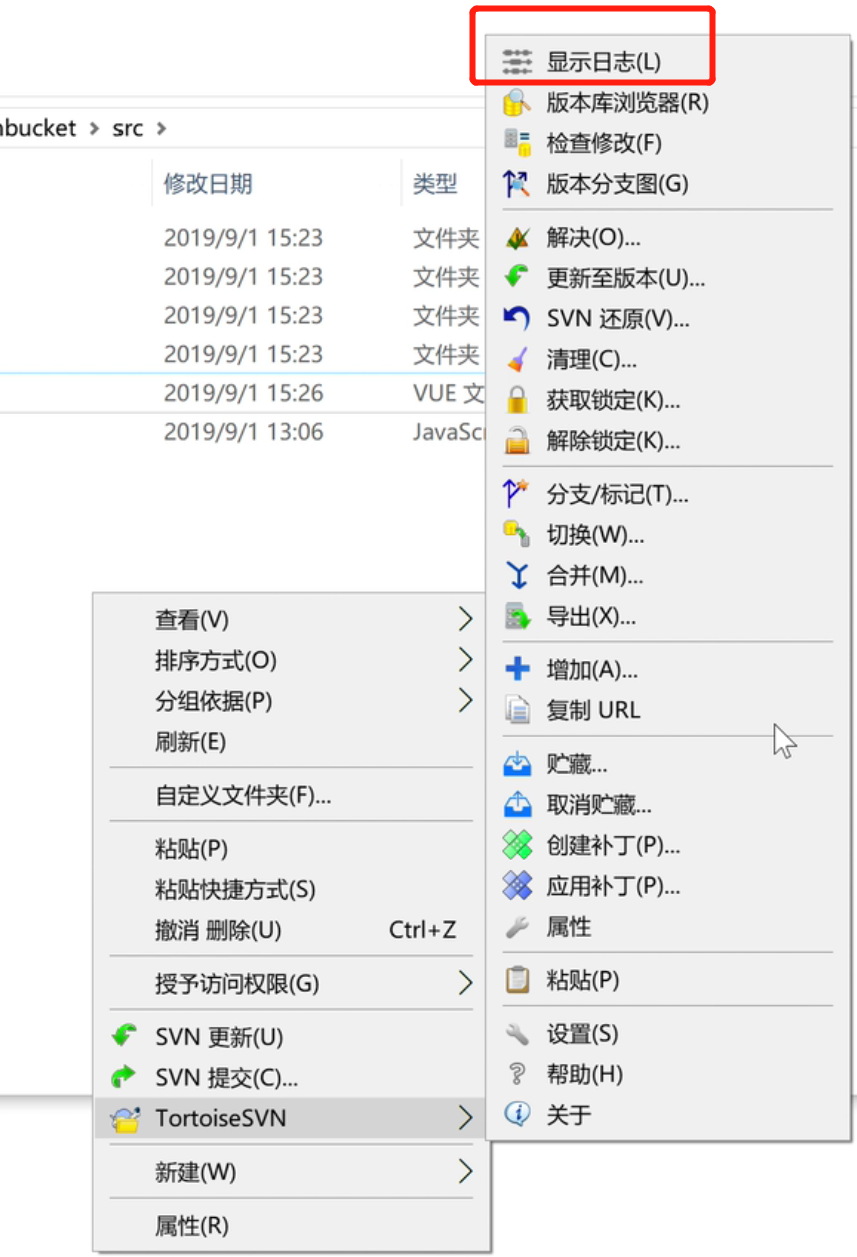 显示日志(L)
版本库浏览器(R)
检查修改(F)
版本分支图(G)
解决(O)...
更新至版本(U)...
SVN 还原(V)...
清理(C)...
获取锁定(K)...
解除锁定(K)...
分支/标记(T)...
切换(W)...
合并(M)...
导出(X)...
增加(A)...
复制 URL
贮藏...
取消贮藏...
创建补丁(P)...
应用补丁(P)...
属性
粘贴(P)
设置(S)
帮助(H)
关于
bucket > src >
修改日期 类型
2019/9/1 15:23 文件夹
2019/9/1 15:23 文件夹
2019/9/1 15:23 文件夹
2019/9/1 15:23 文件夹
2019/9/1 15:26 VUE 文
2019/9/1 13:06 JavaSc
查看(V)
排序方式(O)
分组依据(P)
刷新(E)
自定义文件夹(F)...
粘贴(P)
粘贴快捷方式(S)
撤消 删除(U) Ctrl+Z
授予访问权限(G)
SVN 更新(U)
SVN 提交(C)...
TortoiseSVN
新建(W)
属性(R)